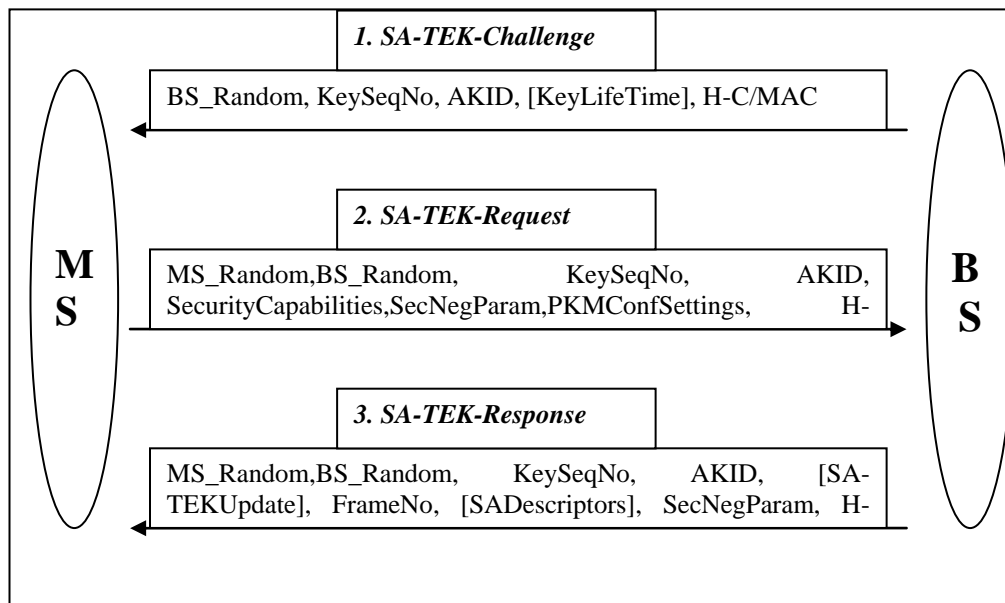 1. SA-TEK-Challenge
BS_Random, KeySeqNo, AKID, [KeyLifeTime], H-C/MAC
2. SA-TEK-Request
MS_Random,BS_Random, KeySeqNo, AKID,
SecurityCapabilities,SecNegParam,PKMConfSettings, H-
3. SA-TEK-Response
MS_Random,BS_Random, KeySeqNo, AKID, [SA-
TEKUpdate], FrameNo, [SADescriptors], SecNegParam, H-
M
S
B
S